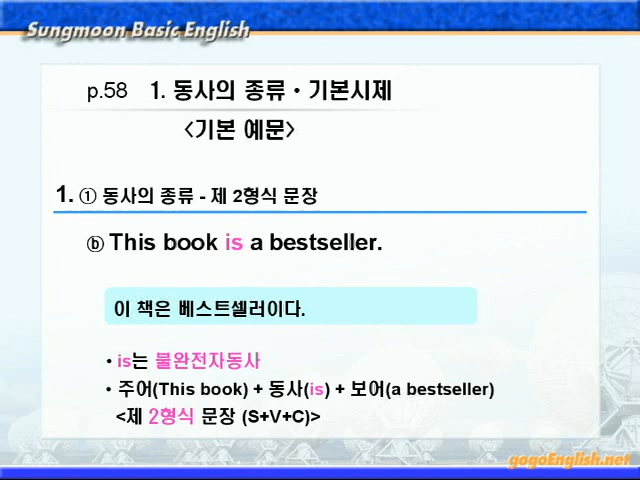 Sungmoon Basic English
p.58 1. 동사의 종류・기본시제
<기본 예문>
1. ① 동사의 종류 - 제 2형식 문장
ⓑ This book is a bestseller.
이 책은 베스트셀러이다.
• is는 불완전자동사
• 주어(This book) + 동사(is) + 보어(a bestseller)
<제 2형식 문장 (S+V+C)>
gogoEnglish.net